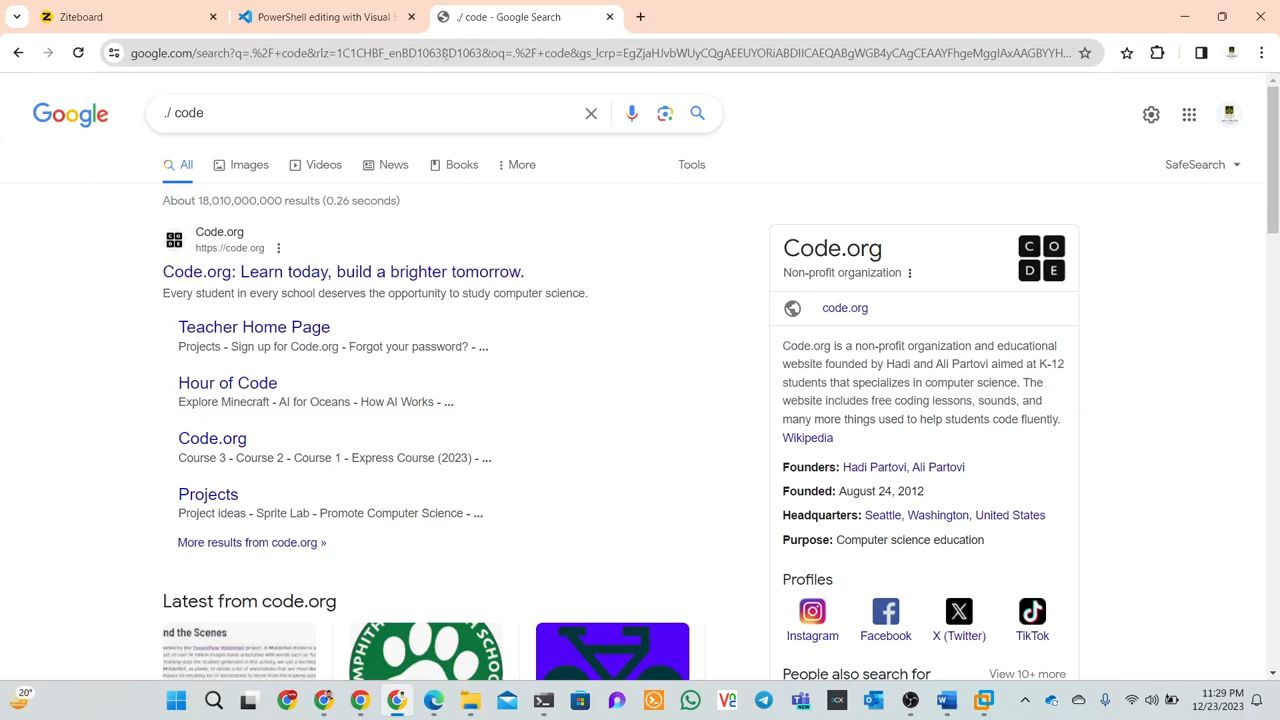 Ziteboard
PowerShell editing with Visual S
./ code - Google Search
google.com/search?q=.%2F+code&rlz=1C1CHBF_enBD1063BD1063&oq=.%2F+code&gs_lcrp=EgZjaHJvbWUyCQgAEEUYORiABDIICAEQABgWGB4yCAgCEAAYFhgeMggIAxAAGBYYH...
Google
./ code
All
Images
Videos
News
Books
More
Tools
SafeSearch
About 18,010,000,000 results (0.26 seconds)
Code.org
https://code.org
Code.org: Learn today, build a brighter tomorrow.
Every student in every school deserves the opportunity to study computer science.
Teacher Home Page
Projects - Sign up for Code.org - Forgot your password? - ...
Hour of Code
Explore Minecraft - AI for Oceans - How AI Works - ...
Code.org
Course 3 - Course 2 - Course 1 - Express Course (2023) - ...
Projects
Project ideas - Sprite Lab - Promote Computer Science - ...
More results from code.org »
Latest from code.org
nd the Scenes
AMPHITH
SCHOO
Code.org
Non-profit organization
C O
D E
code.org
Code.org is a non-profit organization and educational
website founded by Hadi and Ali Partovi aimed at K-12
students that specializes in computer science. The
website includes free coding lessons, sounds, and
many more things used to help students code fluently.
Wikipedia
Founders: Hadi Partovi, Ali Partovi
Founded: August 24, 2012
Headquarters: Seattle, Washington, United States
Purpose: Computer science education
Profiles
Instagram
Facebook
X (Twitter)
TikTok
People also search for
View 10+ more
20°
11:29 PM
12/23/2023